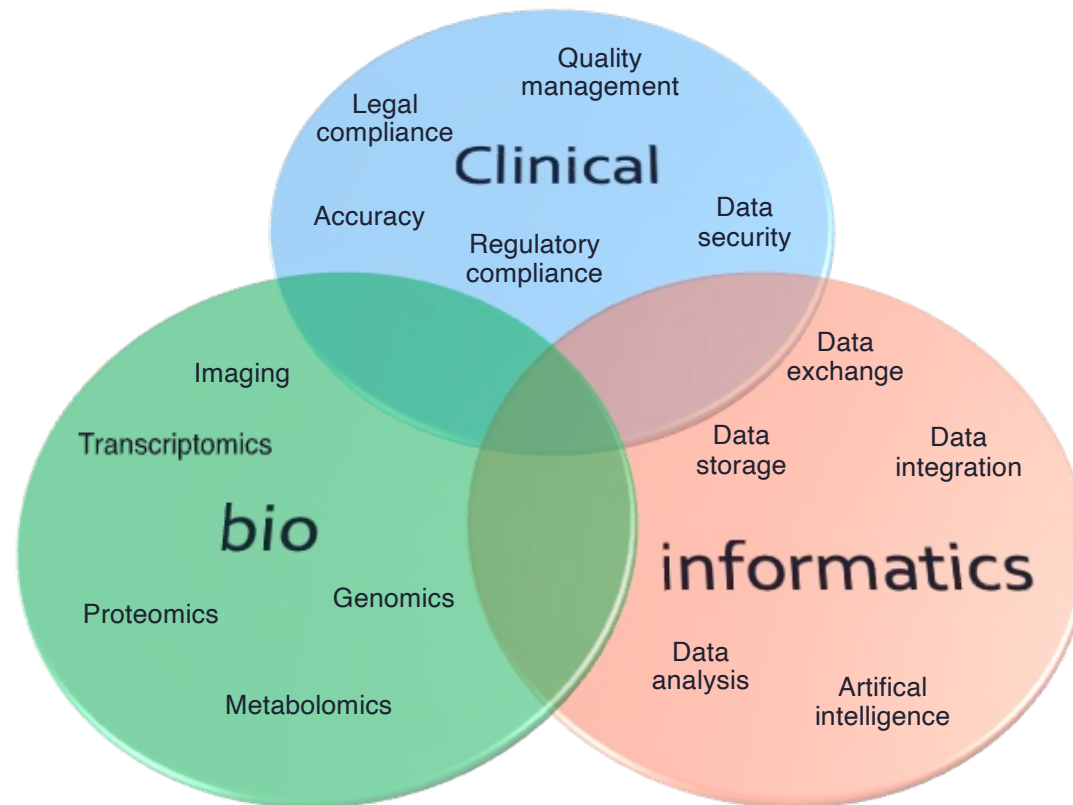 Quality
management
Legal
compliance
Clinical
Accuracy
Data
security
Regulatory
compliance
Imaging
Data
exchange
Transcriptomics
Data
storage
Data
integration
bio
informatics
Proteomics
Genomics
Data
analysis
Metabolomics
Artifical
intelligence